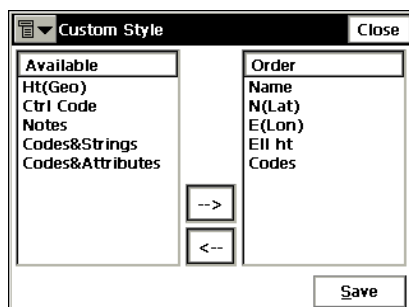 Custom Style
Close
Available
Ht(Geo)
Ctrl Code
Notes
Codes&Strings
Codes&Attributes
-->
<--
Order
Name
N(Lat)
E(Lon)
Ell ht
Codes
Save